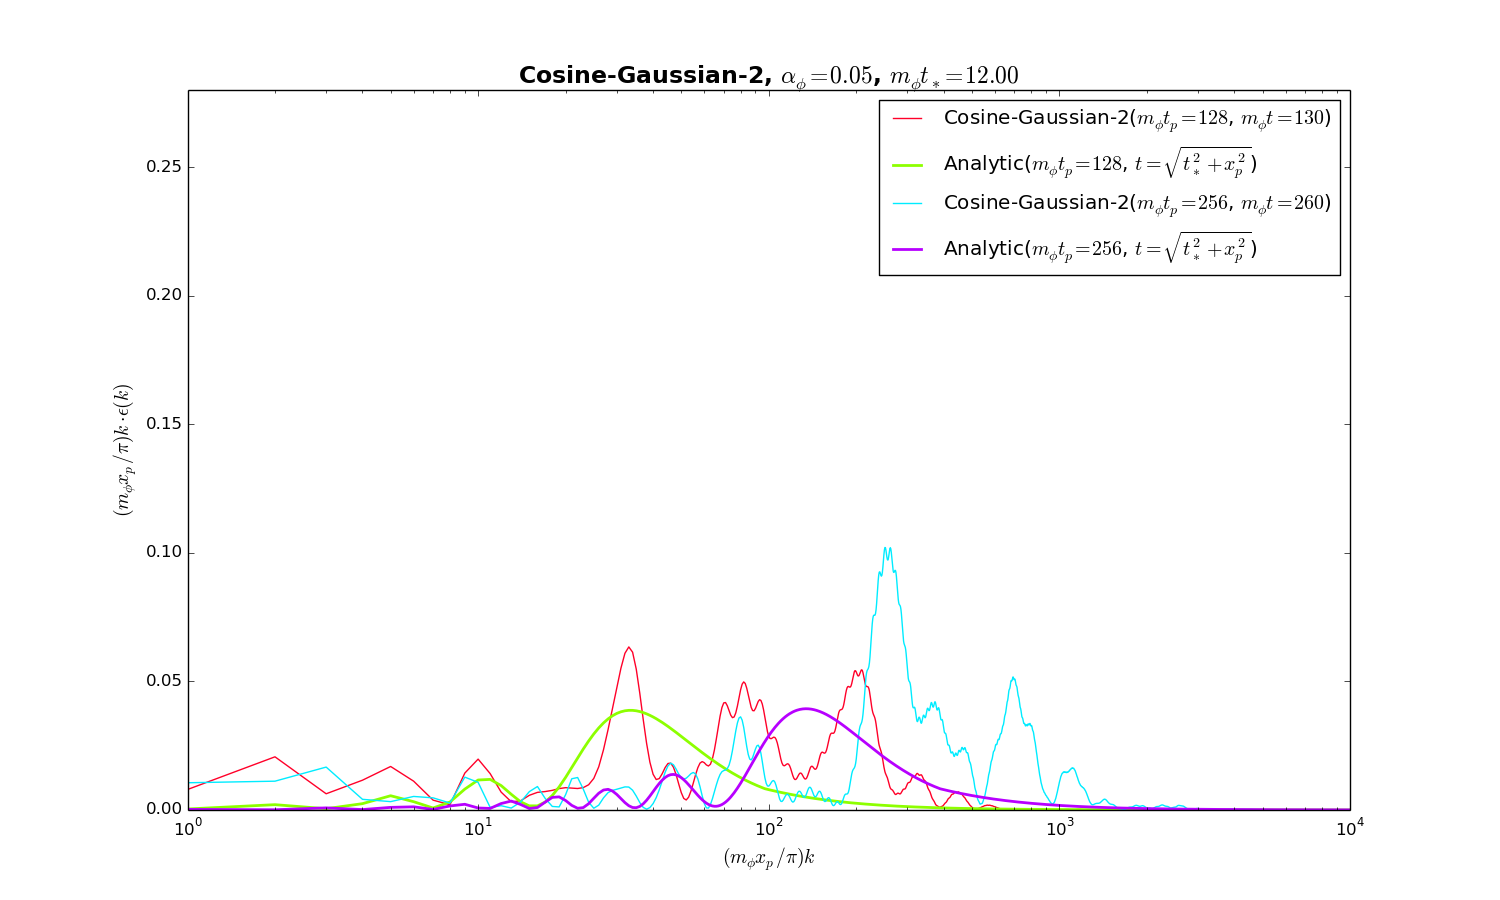 Cosine-Gaussian-2, α_ϕ=0.05, m_ϕt_*=12.00
Cosine-Gaussian-2(m_ϕt_p=128, m_ϕt=130)
Analytic(m_ϕt_p=128, t=√(t_*^2+x_p^2))
Cosine-Gaussian-2(m_ϕt_p=256, m_ϕt=260)
Analytic(m_ϕt_p=256, t=√(t_*^2+x_p^2))
0.25
0.20
0.15
0.10
0.05
0.00
(m_ϕx_p/π)k·ϵ(k)
10^0 10^1 10^2 10^3 10^4
(m_ϕx_p/π)k